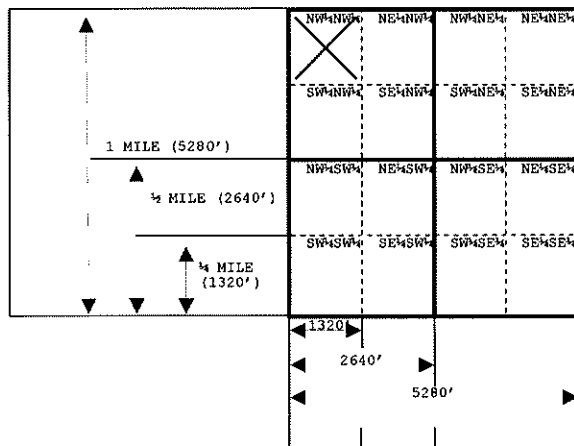 NW¼NW¼ NE¼NW¼ NW¼NE¼ NE¼NE¼
SW¼NW¼ SE¼NW¼ SW¼NE¼ SE¼NE¼
1 MILE (5280')
NW¼SW¼ NE¼SW¼ NW¼SE¼ NE¼SE¼
½ MILE (2640')
SW¼SW¼ SE¼SW¼ SW¼SE¼ SE¼SE¼
¼ MILE
(1320')
1320'
2640'
5280'